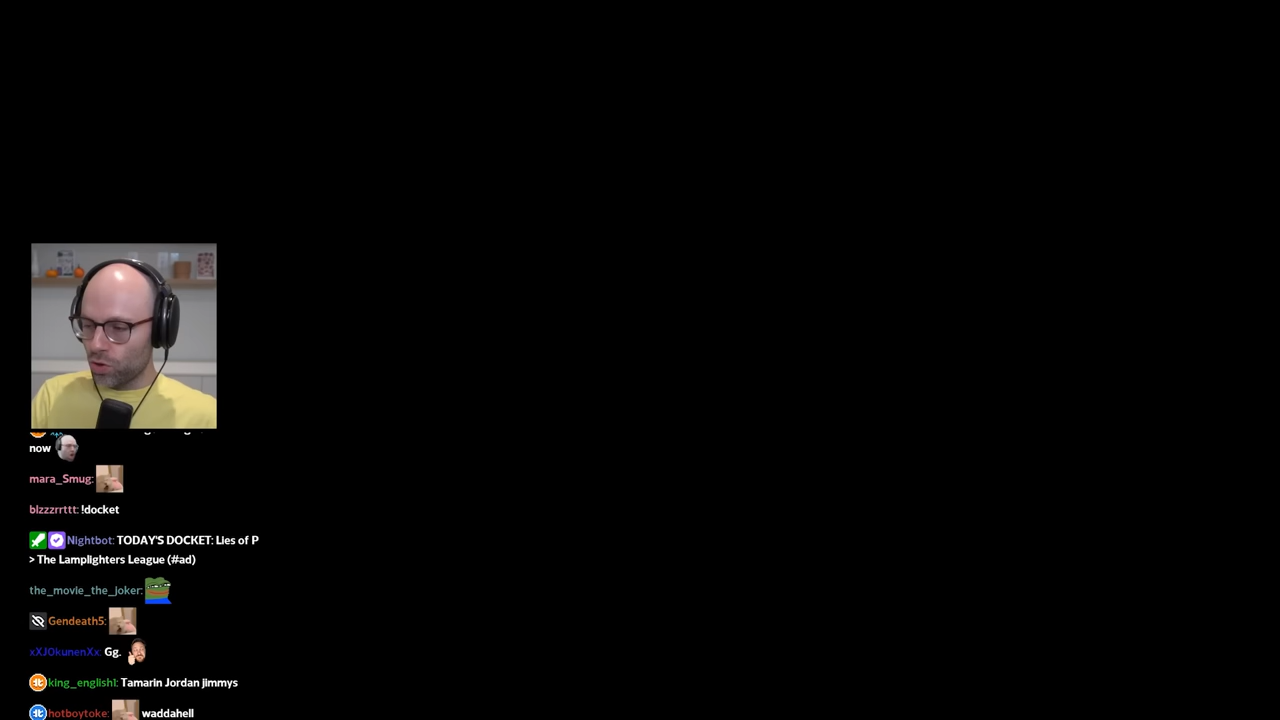 now
mara_Smug:
blzzzrrttt: !docket
Nightbot: TODAY'S DOCKET: Lies of P
> The Lamplighters League (#ad)
the_movie_the_joker:
Gendeath5:
xXJOkunenXx: Gg.
king_english1: Tamarin Jordan jimmys
hotboytoke: waddahell